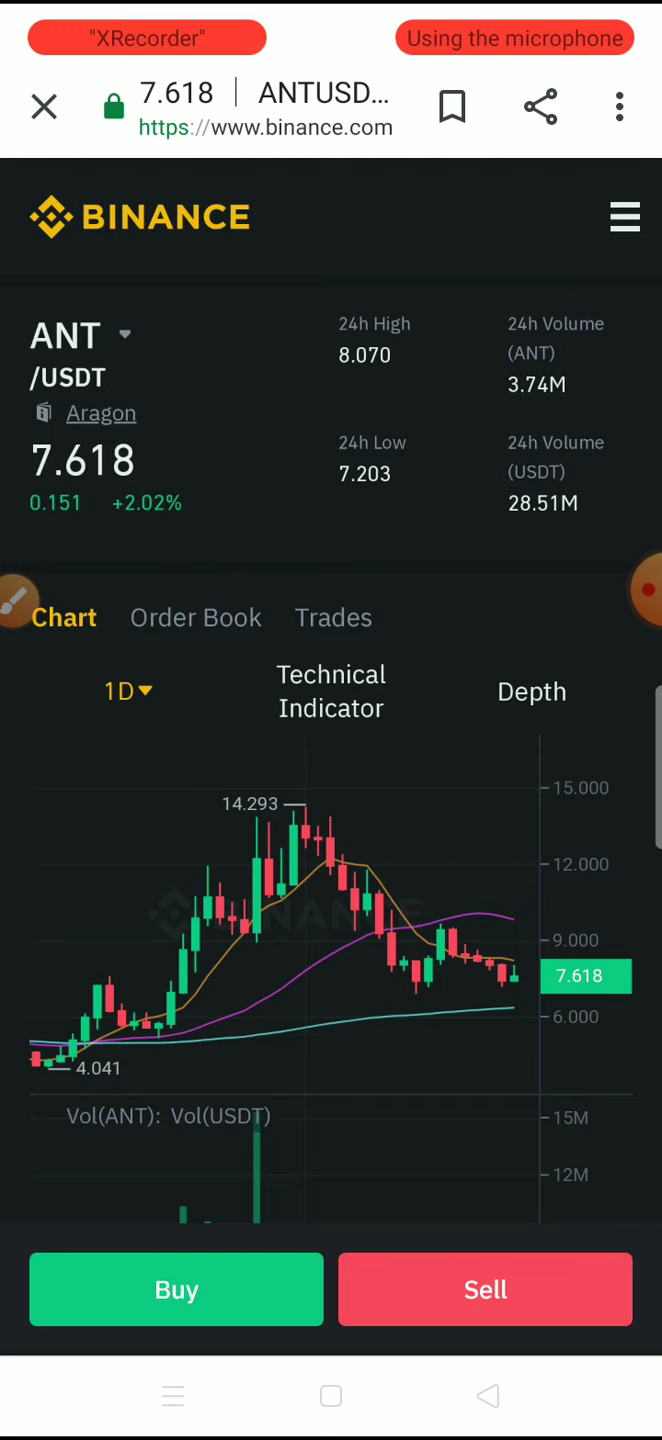 "XRecorder"
Using the microphone
7.618 | ANTUSD...
https://www.binance.com
BINANCE
ANT
/USDT
Aragon
7.618
0.151 +2.02%
24h High
8.070
24h Low
7.203
24h Volume
(ANT)
3.74M
24h Volume
(USDT)
28.51M
Chart Order Book Trades
1D
Technical
Indicator
Depth
15.000
14.293
12.000
BINANCE
9.000
7.618
6.000
4.041
Vol(ANT): Vol(USDT)
15M
12M
Buy
Sell